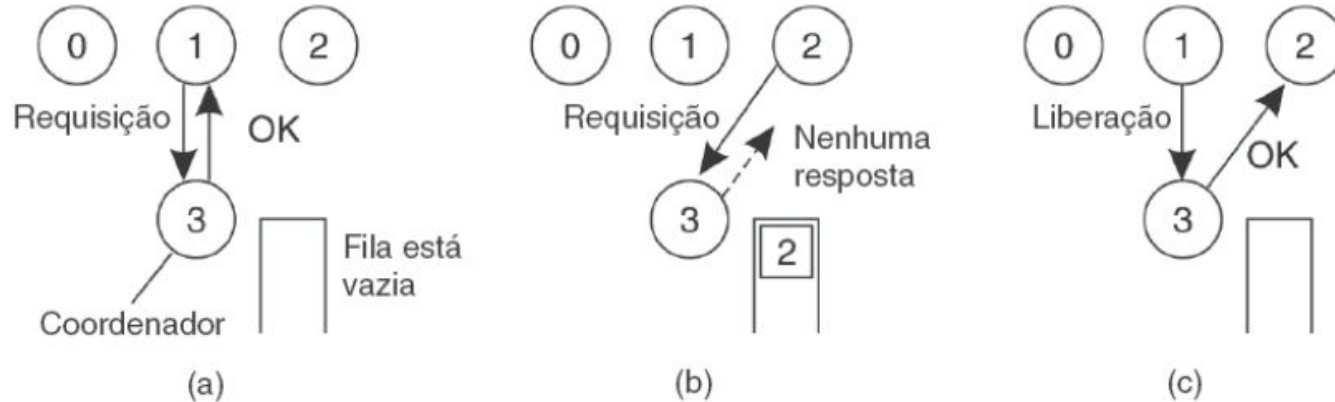 0 1 2
Requisição
OK
3
Fila está
vazia
Coordenador
(a)
0 1 2
Requisição
Nenhuma
resposta
3
2
(b)
0 1 2
Liberação
OK
3
(c)